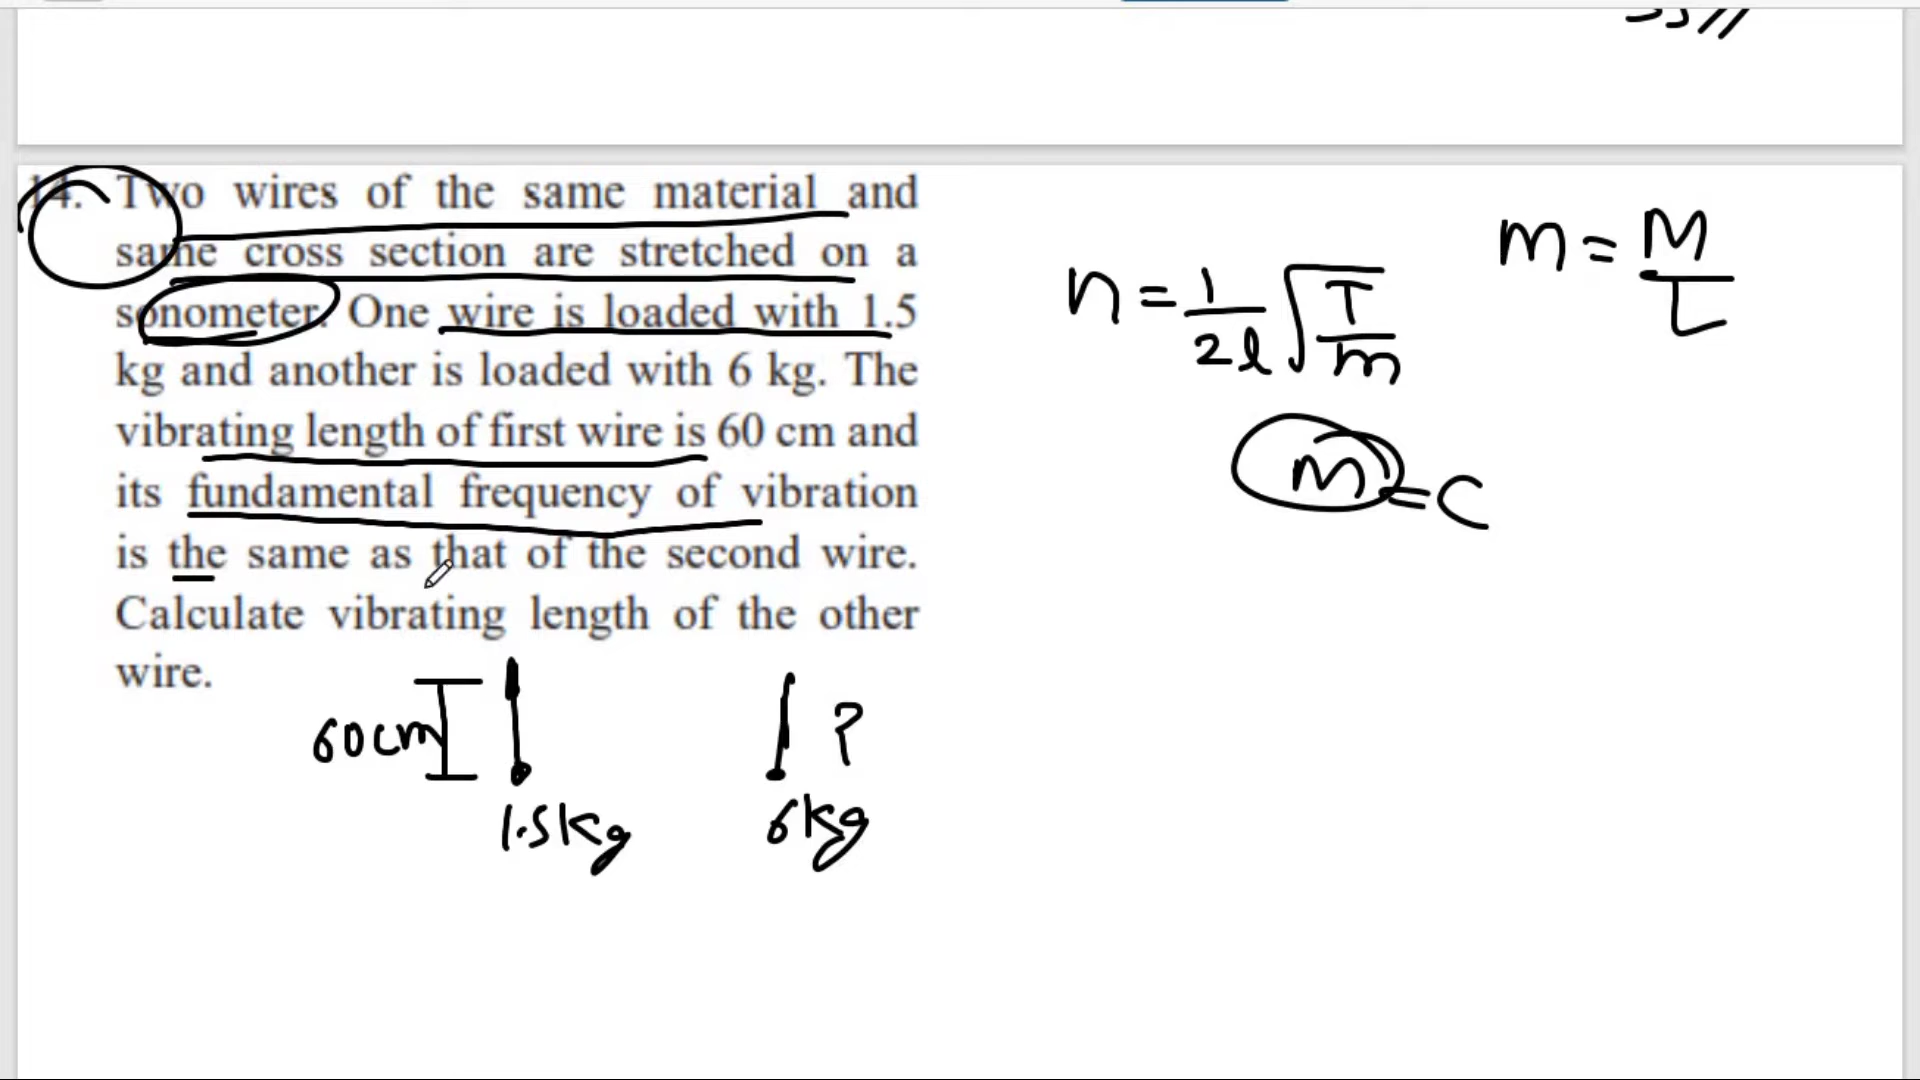 14. Two wires of the same material and
same cross section are stretched on a
sonometer. One wire is loaded with 1.5
kg and another is loaded with 6 kg. The
vibrating length of first wire is 60 cm and
its fundamental frequency of vibration
is the same as that of the second wire.
Calculate vibrating length of the other
wire.
60cm
?
1.5kg
6kg
n = 1/2l √T/m
m = M/L
m = C